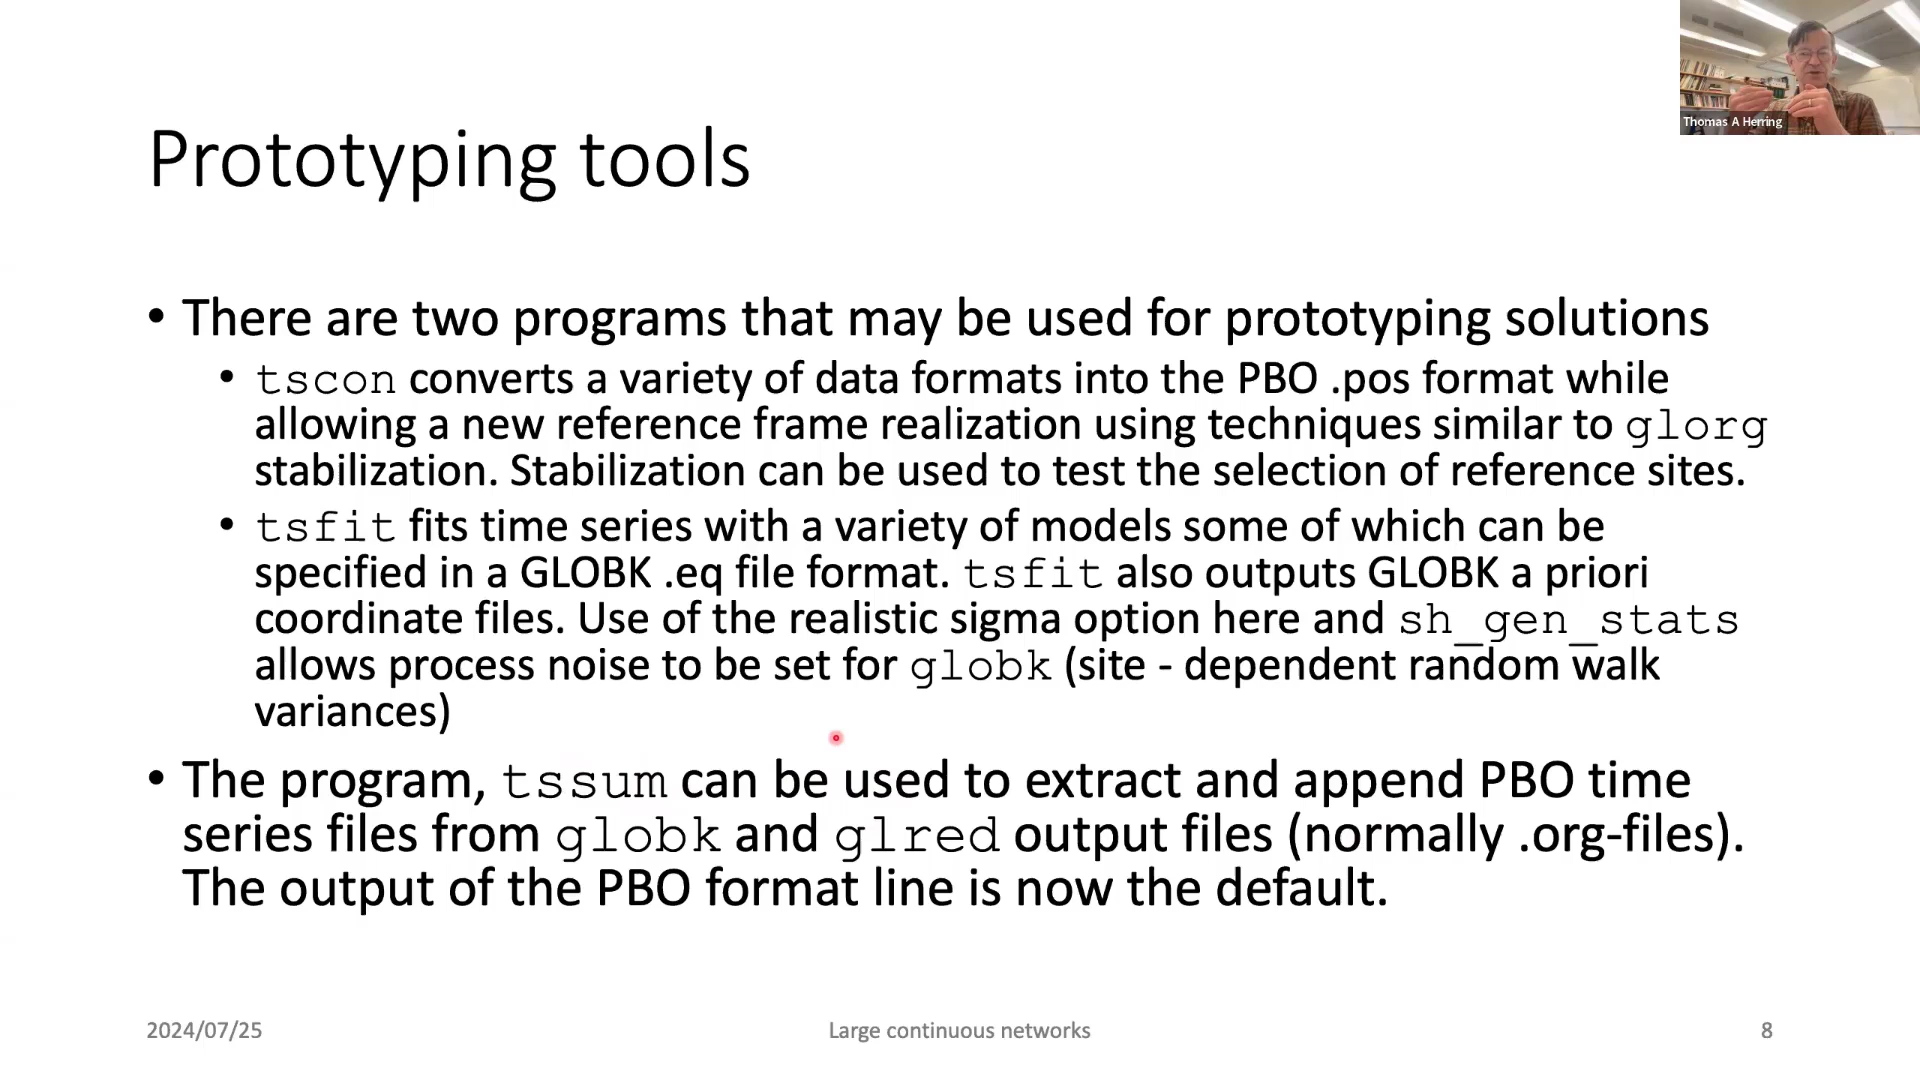 Thomas A Herring
Prototyping tools
• There are two programs that may be used for prototyping solutions
• tscon converts a variety of data formats into the PBO .pos format while
allowing a new reference frame realization using techniques similar to glorg
stabilization. Stabilization can be used to test the selection of reference sites.
• tsfit fits time series with a variety of models some of which can be
specified in a GLOBK .eq file format. tsfit also outputs GLOBK a priori
coordinate files. Use of the realistic sigma option here and sh_gen_stats
allows process noise to be set for globk (site - dependent random walk
variances)
• The program, tssum can be used to extract and append PBO time
series files from globk and glred output files (normally .org-files).
The output of the PBO format line is now the default.
2024/07/25
Large continuous networks
8